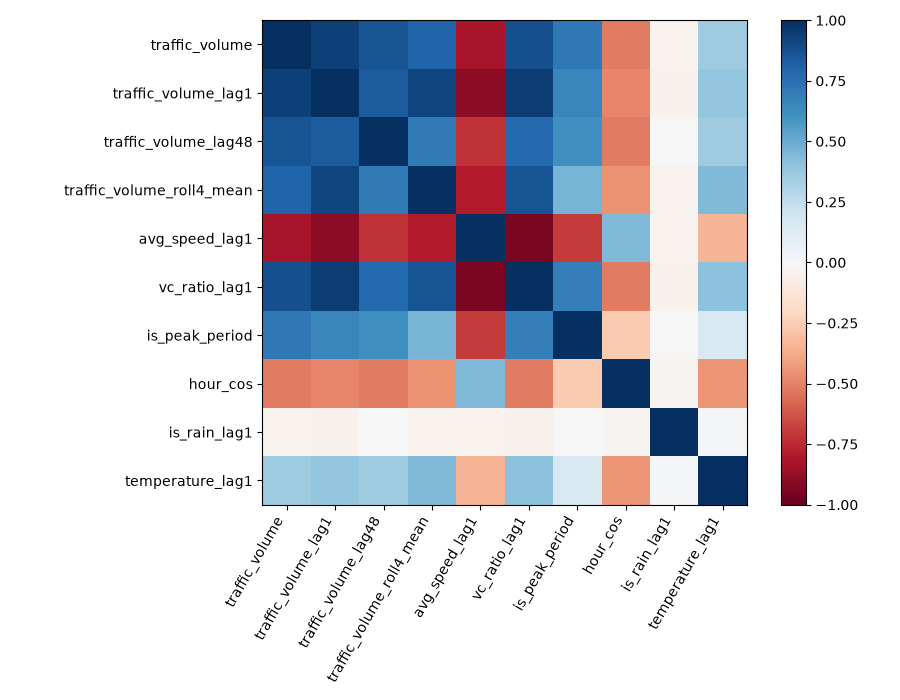 traffic_volume
traffic_volume_lag1
traffic_volume_lag48
traffic_volume_roll4_mean
avg_speed_lag1
vc_ratio_lag1
is_peak_period
hour_cos
is_rain_lag1
temperature_lag1
traffic_volume
traffic_volume_lag1
traffic_volume_lag48
traffic_volume_roll4_mean
avg_speed_lag1
vc_ratio_lag1
is_peak_period
hour_cos
is_rain_lag1
temperature_lag1
1.00
0.75
0.50
0.25
0.00
−0.25
−0.50
−0.75
−1.00